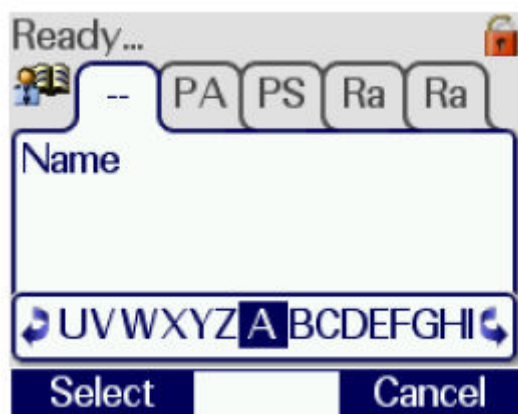 Ready...
-- PA PS Ra Ra
Name
UVWXYZABCDEFGHI
Select Cancel